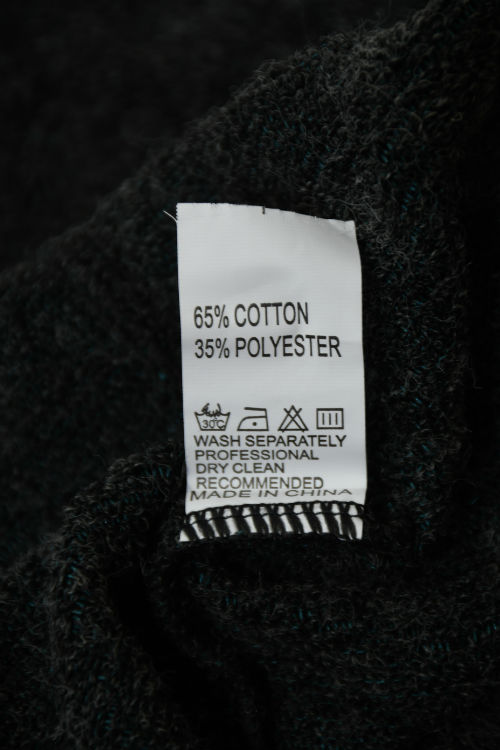 65% COTTON
35% POLYESTER
30°C
WASH SEPARATELY
PROFESSIONAL
DRY CLEAN
RECOMMENDED
MADE IN CHINA